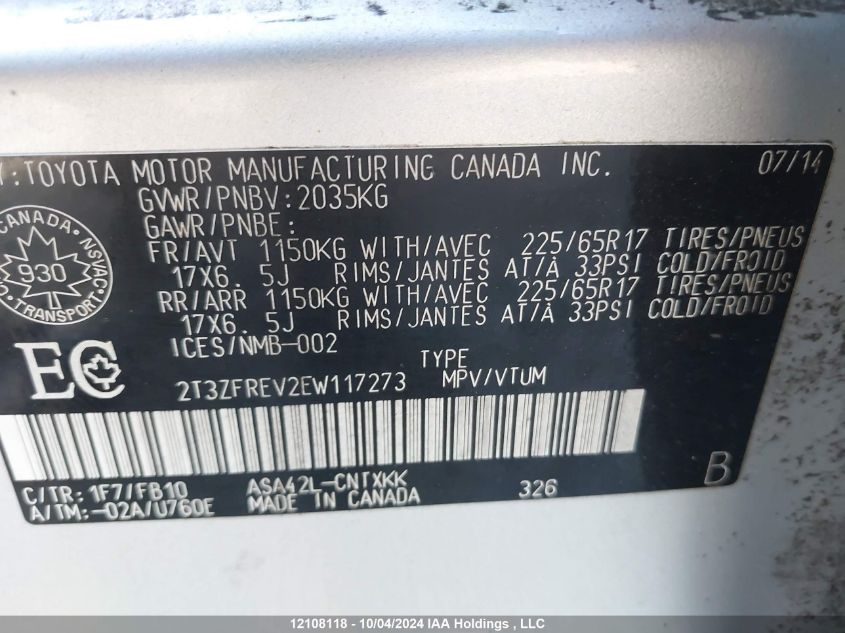 Y: TOYOTA MOTOR MANUFACTURING CANADA INC. 07/14
GVWR/PNBV: 2035KG
GAWR/PNBE:
FR/AVT 1150KG WITH/AVEC 225/65R17 TIRES/PNEUS
17X6. 5J RIMS/JANTES AT/À 33PSI COLD/FROID
RR/ARR 1150KG WITH/AVEC 225/65R17 TIRES/PNEUS
17X6. 5J RIMS/JANTES AT/À 33PSI COLD/FROID
ICES/NMB-002
CANADA
930
NSVAC
TRANSPORT
EC
TYPE
2T3ZFREV2EW117273 MPV/VTUM
C/TR: 1F7/FB10 ASA42L-CNTXKK 326 B
A/TM:-02A/U760E MADE IN CANADA
12108118 - 10/04/2024 IAA Holdings , LLC